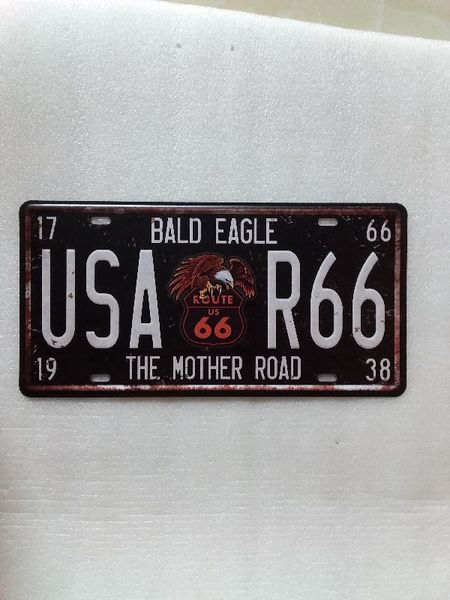 17 BALD EAGLE 66
USA ROUTE US 66 R66
19 THE MOTHER ROAD 38